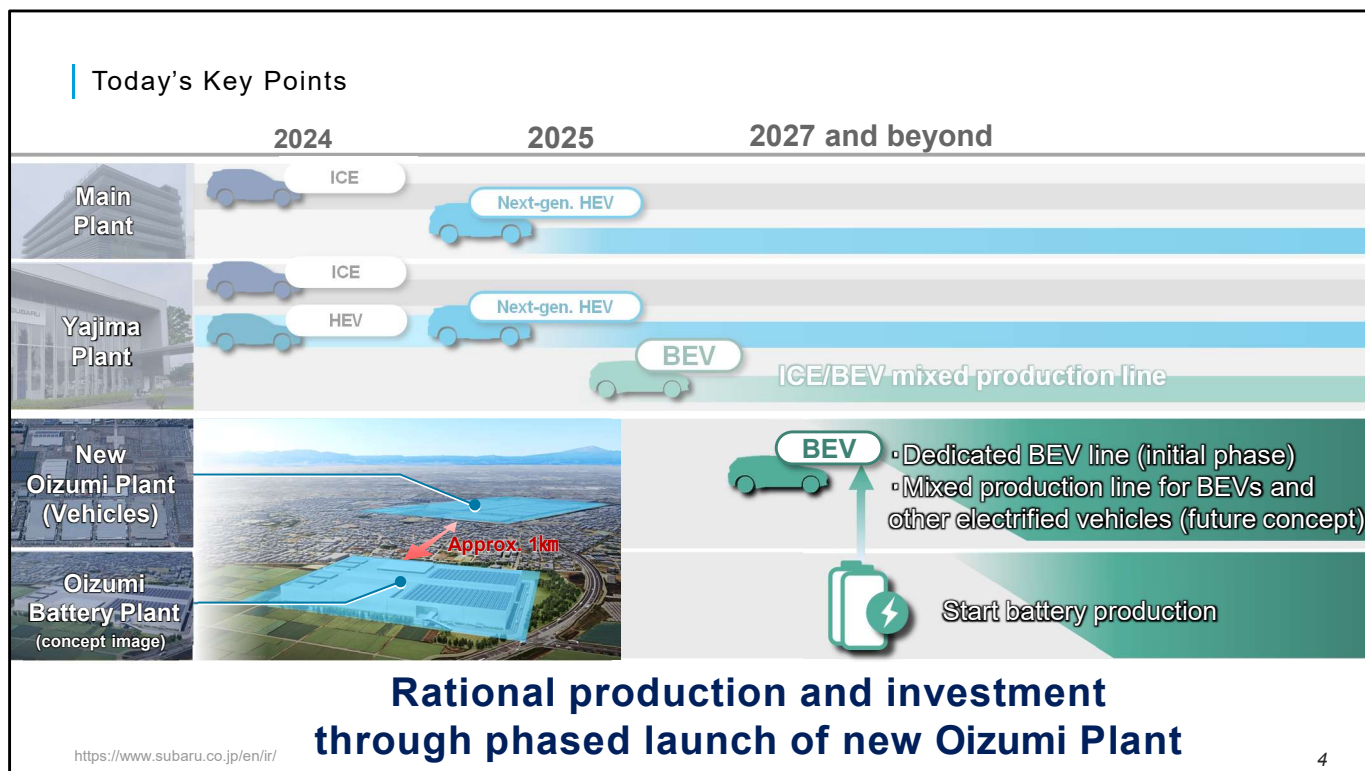 Today's Key Points
2024
2025
2027 and beyond
Main
Plant
ICE
Next-gen. HEV
SUBARU
Yajima
Plant
ICE
HEV
Next-gen. HEV
BEV
ICE/BEV mixed production line
New
Oizumi Plant
(Vehicles)
Approx. 1㎞
BEV
・Dedicated BEV line (initial phase)
・Mixed production line for BEVs and
other electrified vehicles (future concept)
Oizumi
Battery Plant
(concept image)
Start battery production
Rational production and investment
through phased launch of new Oizumi Plant
https://www.subaru.co.jp/en/ir/
4